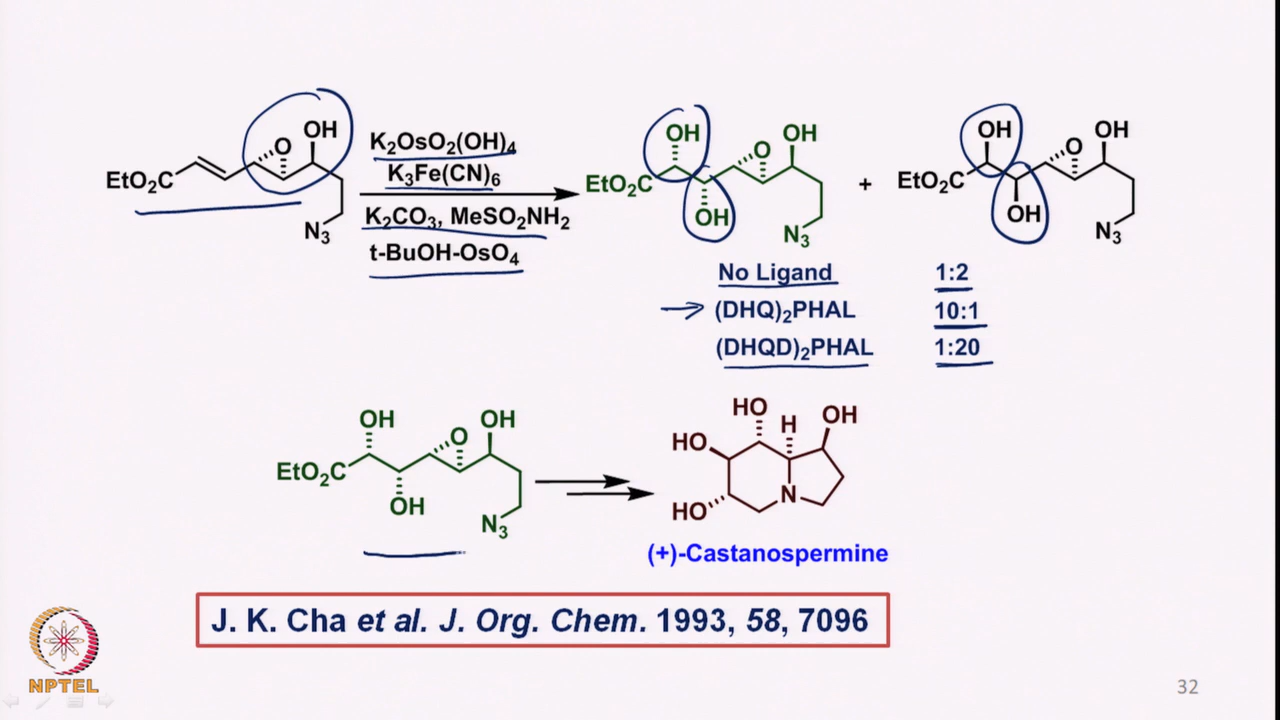 OH
O
EtO2C
N3
K2OsO2(OH)4
K3Fe(CN)6
K2CO3, MeSO2NH2
t-BuOH-OsO4
OH
O
OH
EtO2C
OH
N3
+
OH
O
OH
EtO2C
OH
N3
No Ligand 1:2
(DHQ)2PHAL 10:1
(DHQD)2PHAL 1:20
OH
O
OH
EtO2C
OH
N3
HO
H
OH
HO
HO
N
(+)-Castanospermine
J. K. Cha et al. J. Org. Chem. 1993, 58, 7096
NPTEL
32